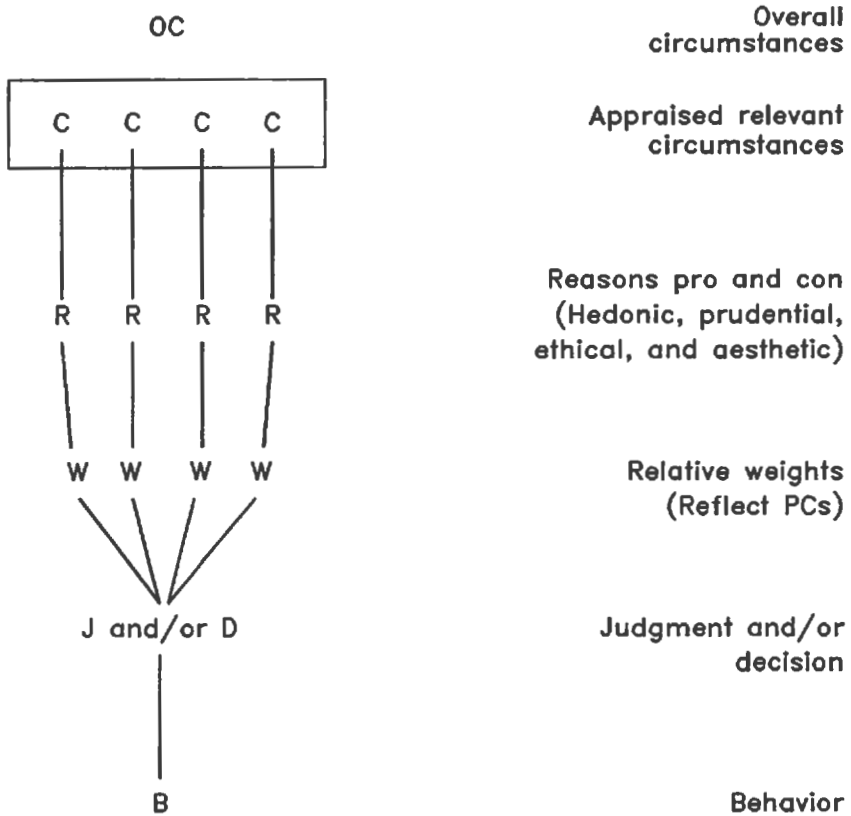 OC
Overall
circumstances
C C C C
Appraised relevant
circumstances
R R R R
Reasons pro and con
(Hedonic, prudential,
ethical, and aesthetic)
W W W W
Relative weights
(Reflect PCs)
J and/or D
Judgment and/or
decision
B
Behavior